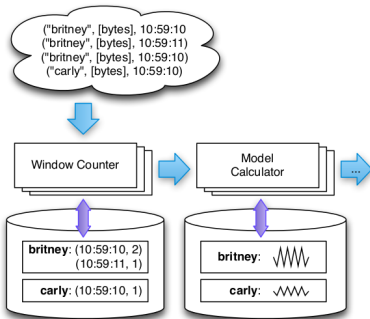 ("britney", [bytes], 10:59:10
("britney", [bytes], 10:59:11)
("britney", [bytes], 10:59:10)
("carly", [bytes], 10:59:10)
Window Counter
Model
Calculator
...
britney: (10:59:10, 2)
(10:59:11, 1)
carly: (10:59:10, 1)
britney:
carly: